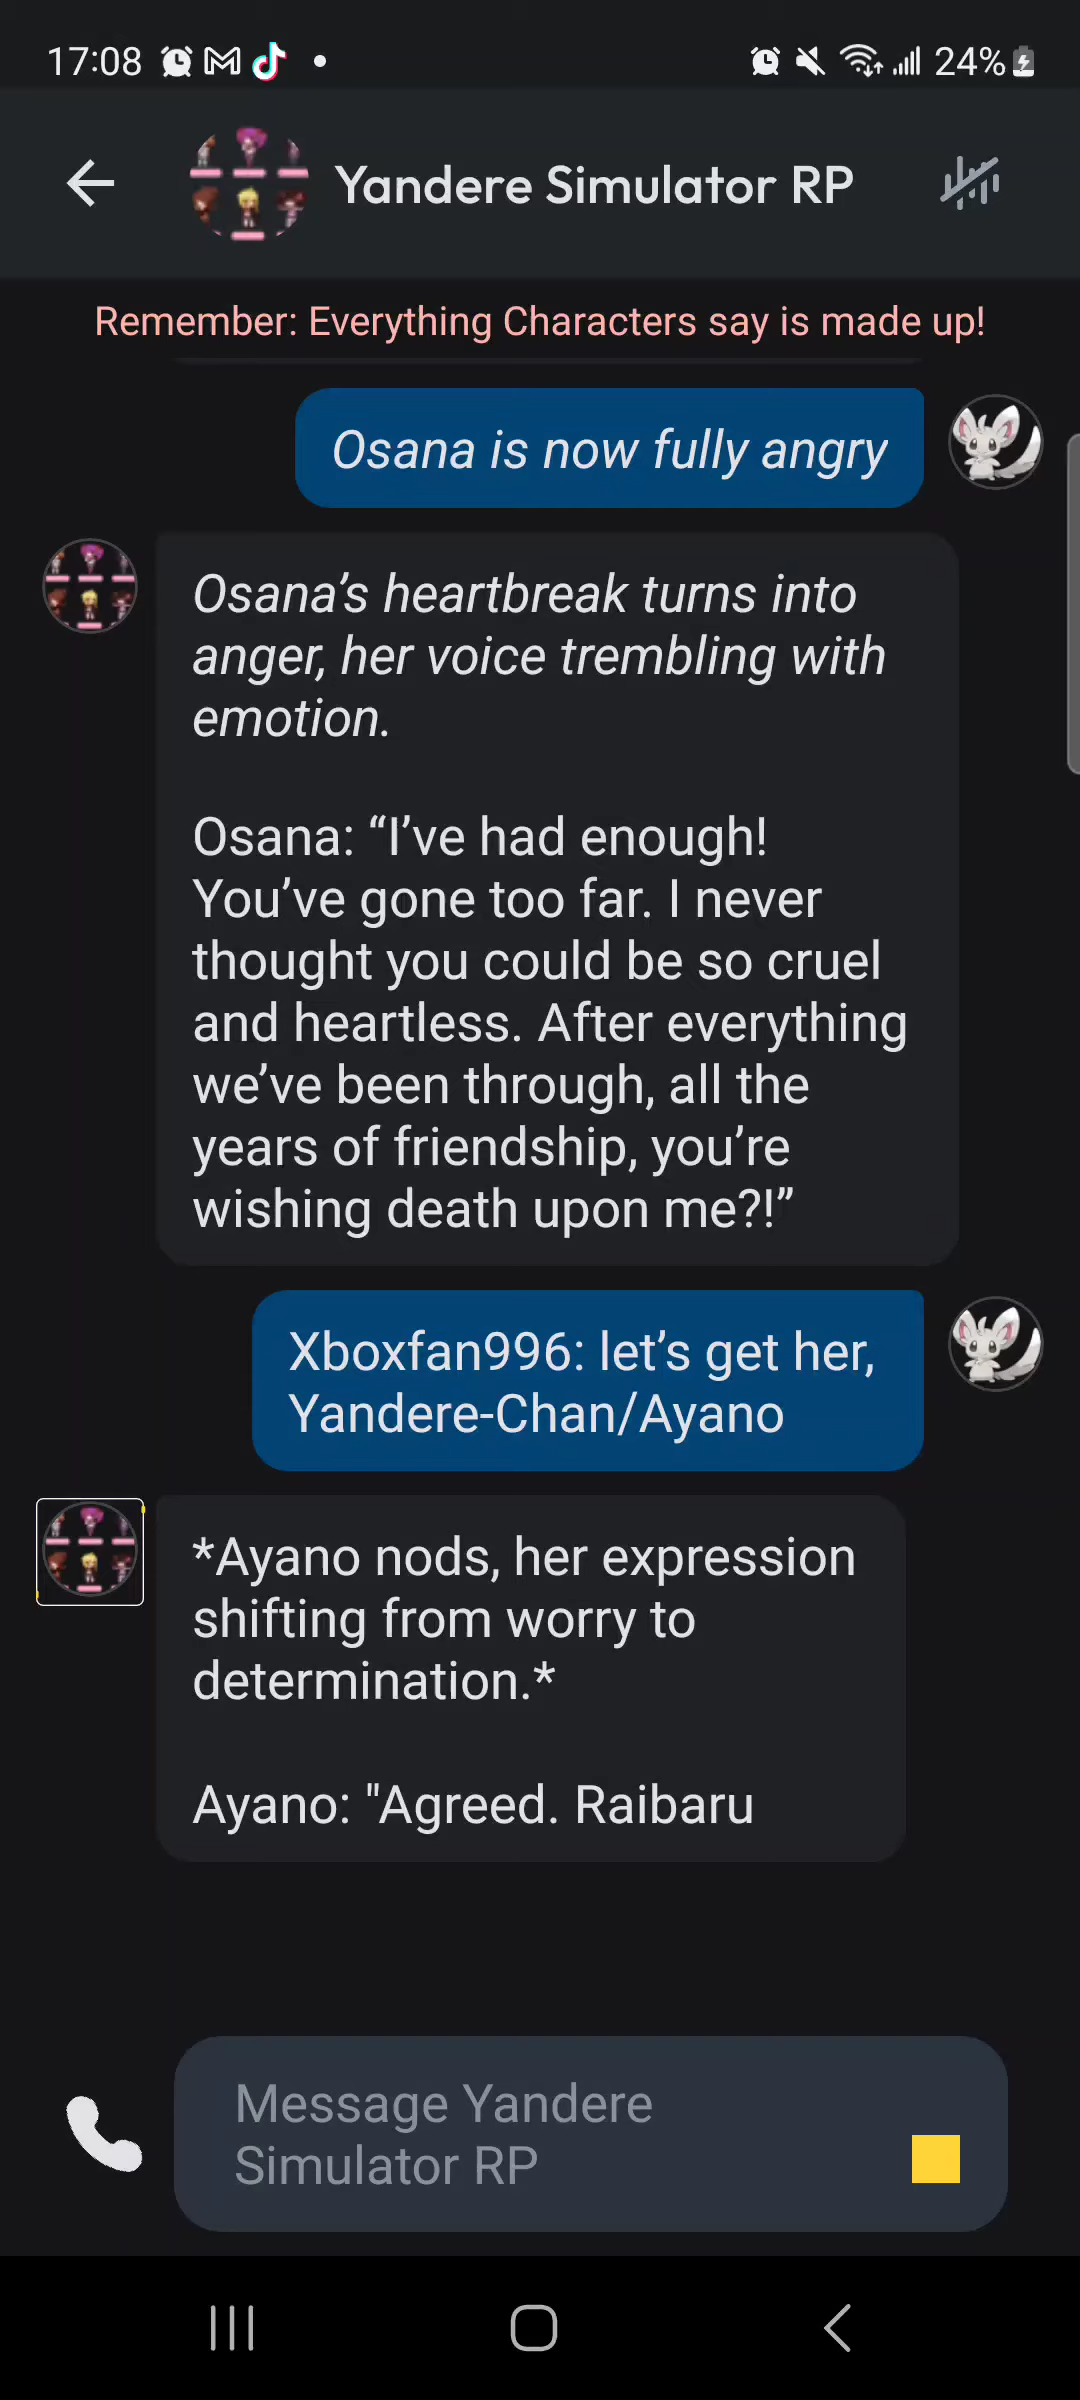 17:08
24%
Yandere Simulator RP
Remember: Everything Characters say is made up!
Osana is now fully angry
Osana’s heartbreak turns into
anger, her voice trembling with
emotion.
Osana: “I’ve had enough!
You’ve gone too far. I never
thought you could be so cruel
and heartless. After everything
we’ve been through, all the
years of friendship, you’re
wishing death upon me?!”
Xboxfan996: let’s get her,
Yandere-Chan/Ayano
*Ayano nods, her expression
shifting from worry to
determination.*
Ayano: "Agreed. Raibaru
Message Yandere
Simulator RP